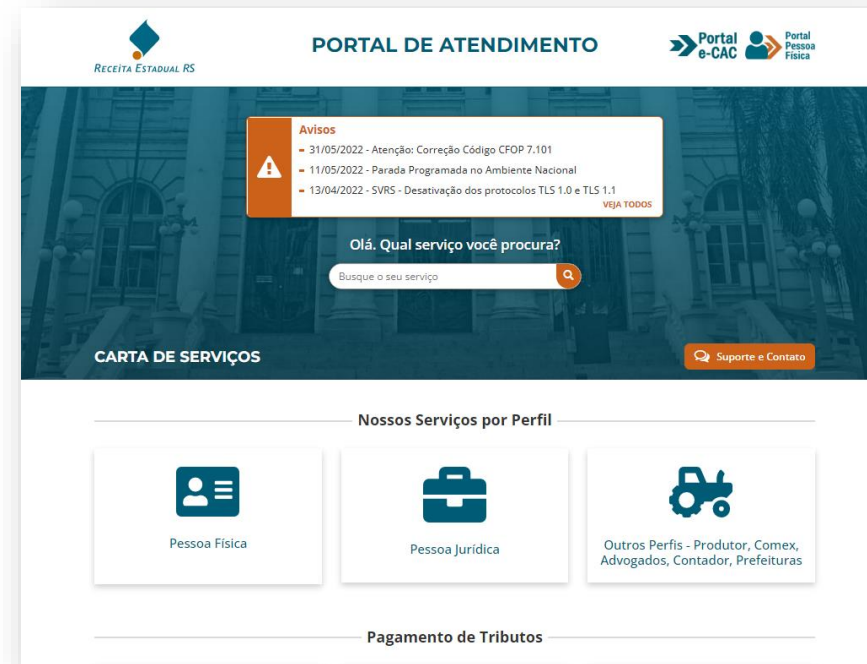 RECEITA ESTADUAL RS
PORTAL DE ATENDIMENTO
Portal
e-CAC
Portal
Pessoa
Física
Avisos
- 31/05/2022 - Atenção: Correção Código CFOP 7.101
- 11/05/2022 - Parada Programada no Ambiente Nacional
- 13/04/2022 - SVRS - Desativação dos protocolos TLS 1.0 e TLS 1.1
VEJA TODOS
Olá. Qual serviço você procura?
Busque o seu serviço
CARTA DE SERVIÇOS
Suporte e Contato
Nossos Serviços por Perfil
Pessoa Física
Pessoa Jurídica
Outros Perfis - Produtor, Comex,
Advogados, Contador, Prefeituras
Pagamento de Tributos